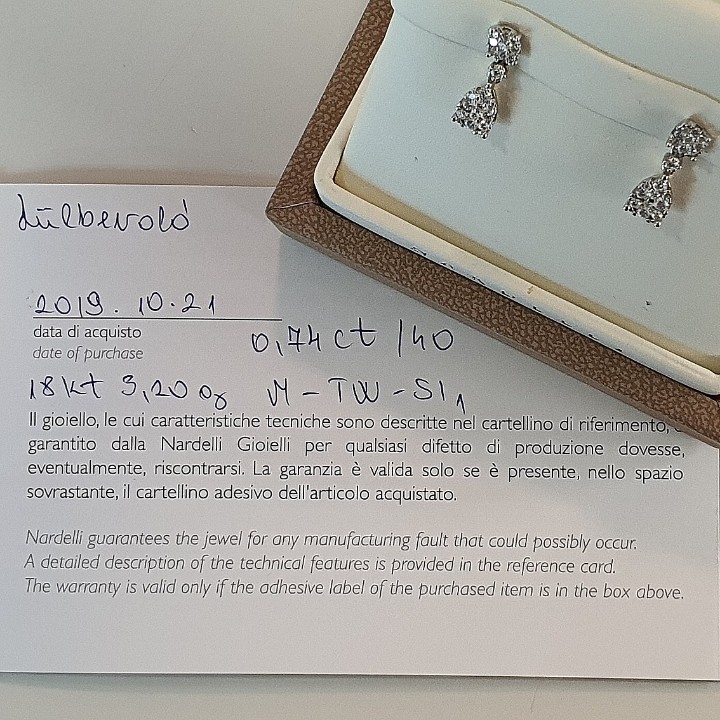 fülbevaló
2019.10.21
data di acquisto
date of purchase
0,74 ct / 40
18 kt 3,20 gr TW - SI1
Il gioiello, le cui caratteristiche tecniche sono descritte nel cartellino di riferimento, è
garantito dalla Nardelli Gioielli per qualsiasi difetto di produzione dovesse,
eventualmente, riscontrarsi. La garanzia è valida solo se è presente, nello spazio
sovrastante, il cartellino adesivo dell'articolo acquistato.
Nardelli guarantees the jewel for any manufacturing fault that could possibly occur.
A detailed description of the technical features is provided in the reference card.
The warranty is valid only if the adhesive label of the purchased item is in the box above.